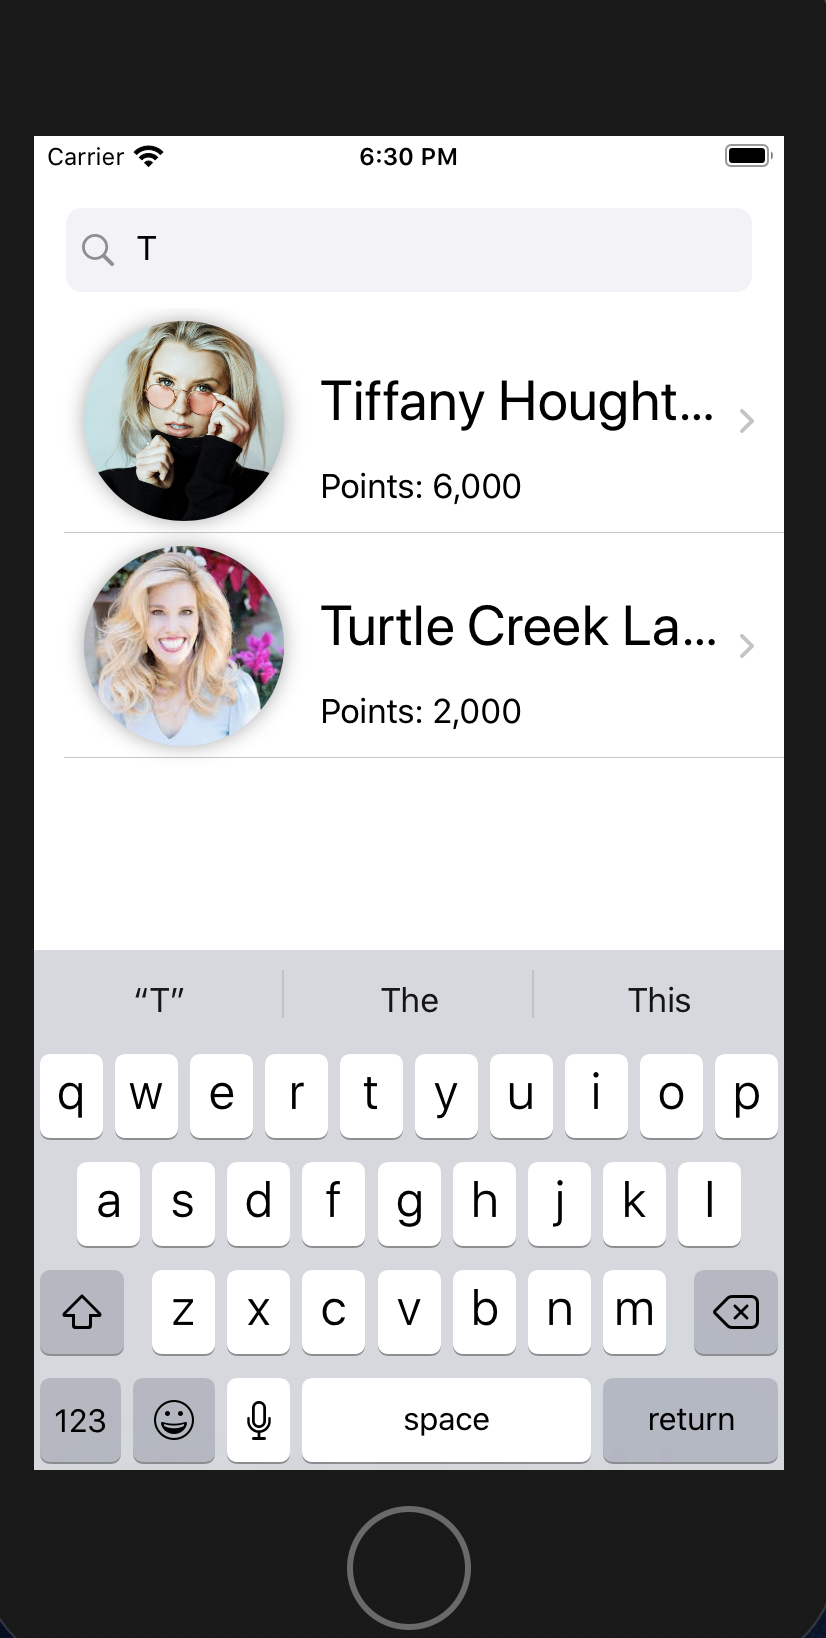 Carrier 6:30 PM
T
Tiffany Hought...
Points: 6,000
Turtle Creek La...
Points: 2,000
“T” The This
q w e r t y u i o p
a s d f g h j k l
z x c v b n m
123 space return